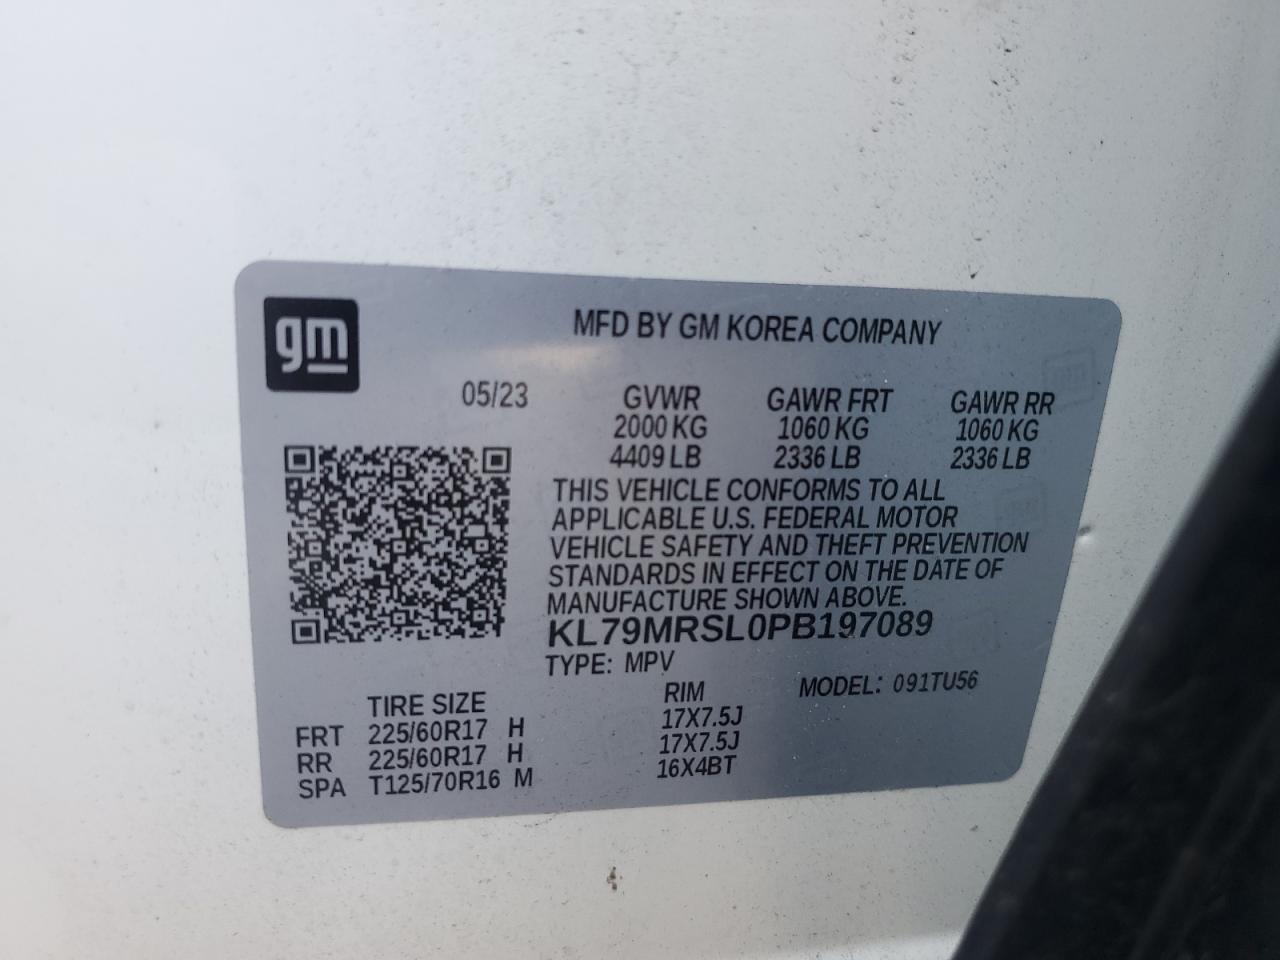 gm
MFD BY GM KOREA COMPANY
05/23 GVWR GAWR FRT GAWR RR
2000 KG 1060 KG 1060 KG
4409 LB 2336 LB 2336 LB
THIS VEHICLE CONFORMS TO ALL
APPLICABLE U.S. FEDERAL MOTOR
VEHICLE SAFETY AND THEFT PREVENTION
STANDARDS IN EFFECT ON THE DATE OF
MANUFACTURE SHOWN ABOVE.
KL79MRSL0PB197089
TYPE: MPV MODEL: 091TU56
TIRE SIZE RIM
FRT 225/60R17 H 17X7.5J
RR 225/60R17 H 17X7.5J
SPA T125/70R16 M 16X4BT